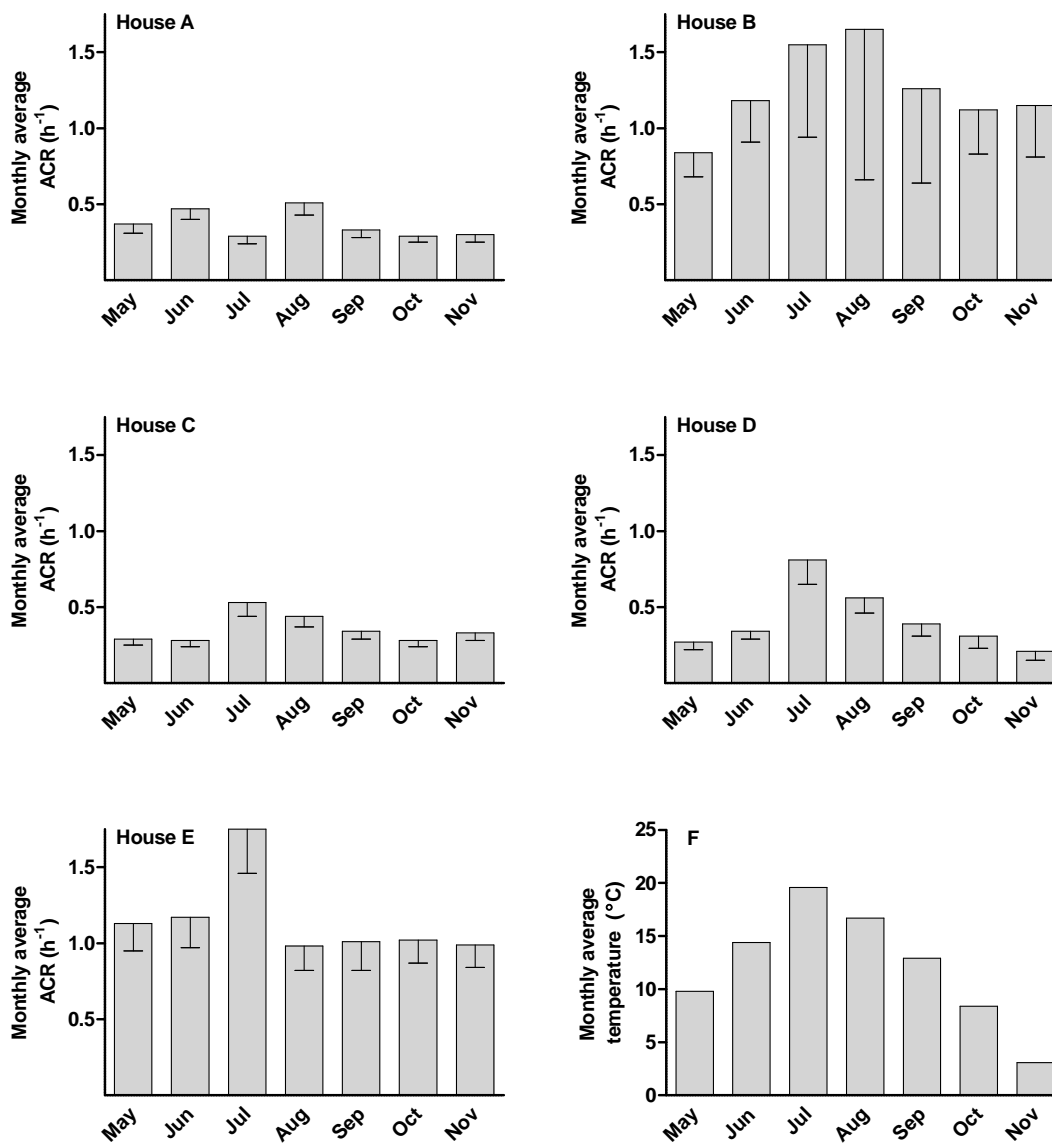 House A
Monthly average
ACR (h⁻¹)
1.5
1.0
0.5
May Jun Jul Aug Sep Oct Nov
House B
Monthly average
ACR (h⁻¹)
1.5
1.0
0.5
May Jun Jul Aug Sep Oct Nov
House C
Monthly average
ACR (h⁻¹)
1.5
1.0
0.5
May Jun Jul Aug Sep Oct Nov
House D
Monthly average
ACR (h⁻¹)
1.5
1.0
0.5
May Jun Jul Aug Sep Oct Nov
House E
Monthly average
ACR (h⁻¹)
1.5
1.0
0.5
May Jun Jul Aug Sep Oct Nov
F
Monthly average
temperature (°C)
25
20
15
10
5
0
May Jun Jul Aug Sep Oct Nov